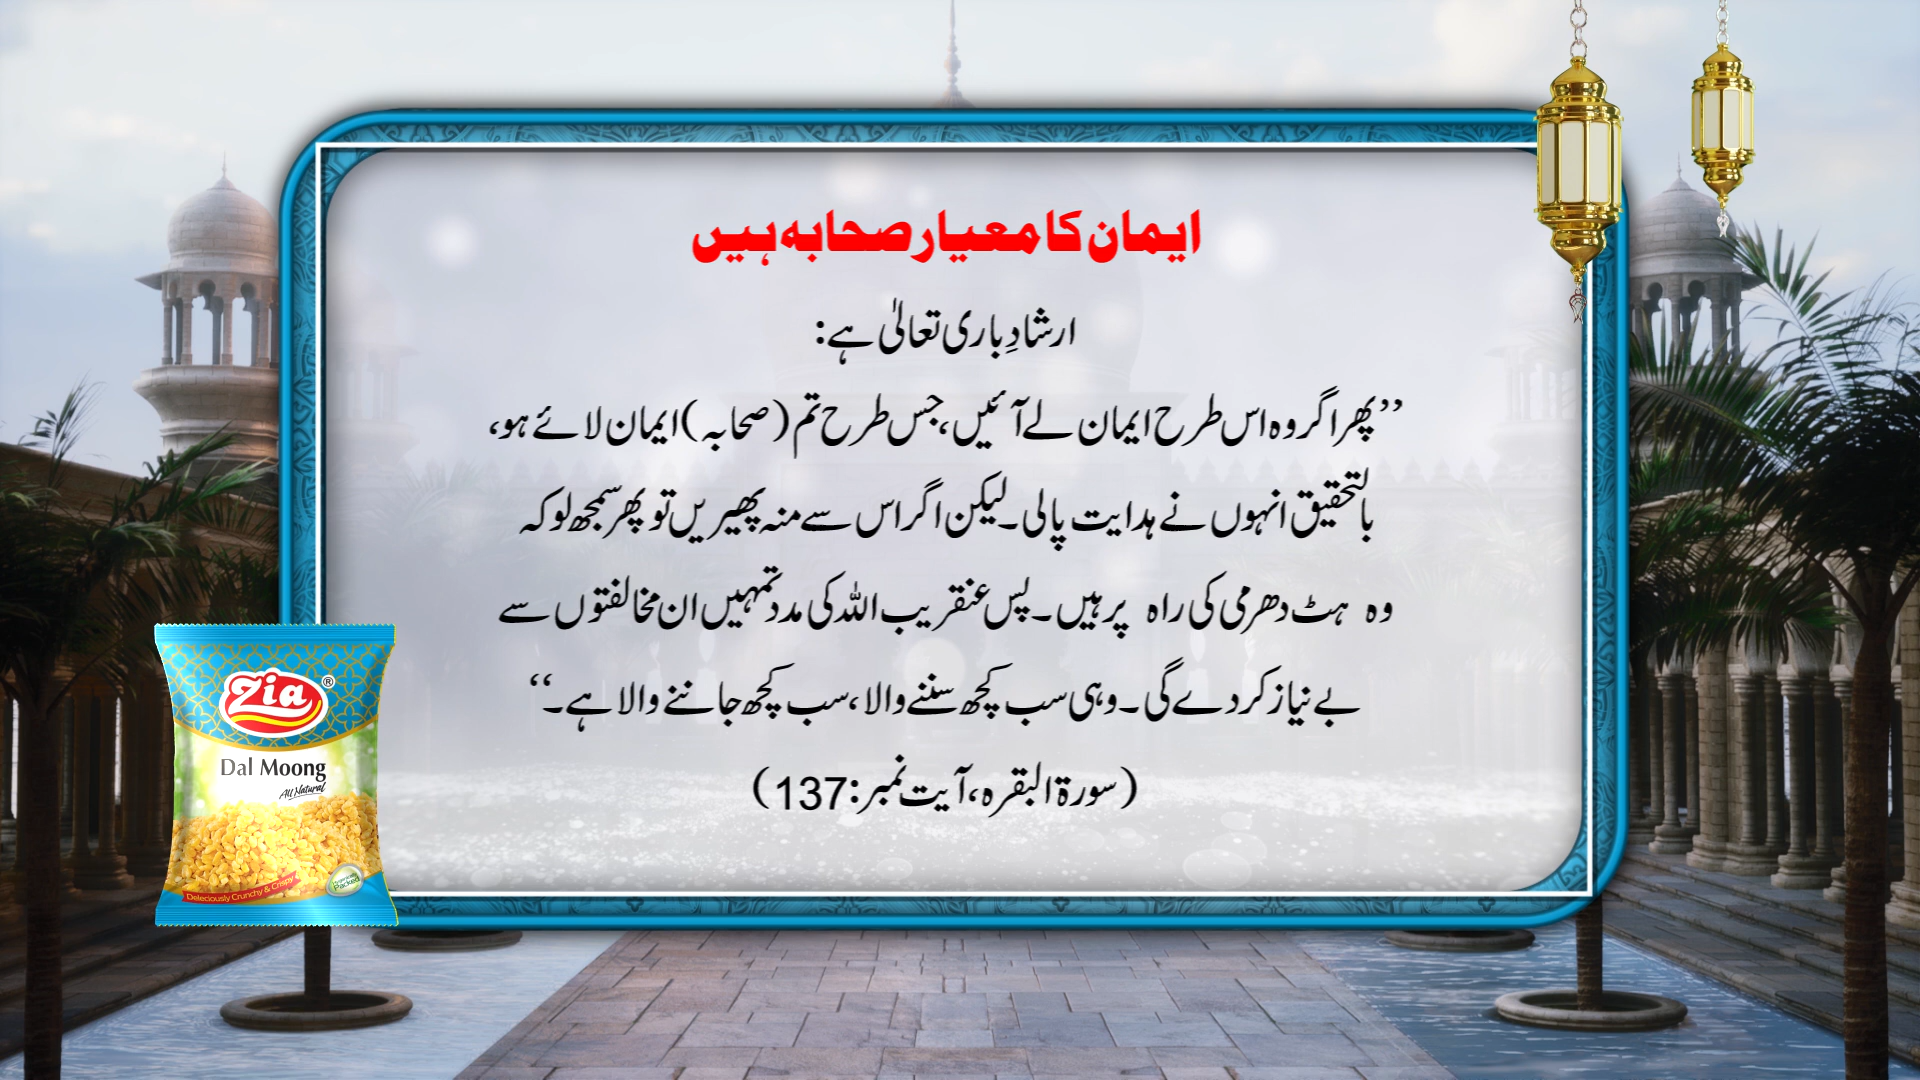 ایمان کا معیار صحابہ ہیں
ارشادِ باری تعالیٰ ہے:
’’پھر اگر وہ اس طرح ایمان لے آئیں، جس طرح تم (صحابہ) ایمان لائے ہو،
بالتحقیق انہوں نے ہدایت پالی۔ لیکن اگر اس سے منہ پھیریں تو پھر سمجھ لو کہ
وہ ہٹ دھرمی کی راہ پر ہیں۔ پس عنقریب اللہ کی مدد تمہیں ان مخالفتوں سے
بے نیاز کر دے گی۔ وہی سب کچھ سننے والا، سب کچھ جاننے والا ہے۔‘‘
(سورۃ البقرہ، آیت نمبر: 137)
Zia®
Dal Moong
All Natural
Deleciously Crunchy & Crispy
Packed